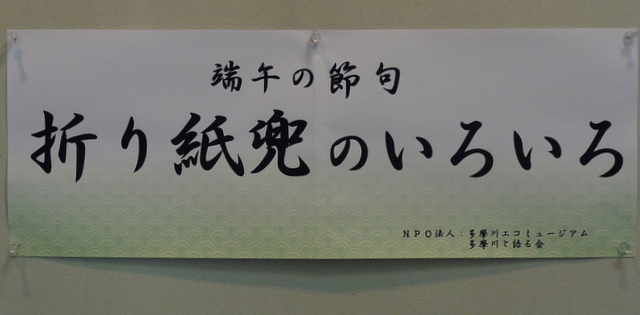 端午の節句
折り紙兜のいろいろ
NPO法人：多摩川エコミュージアム
多摩川と語る会